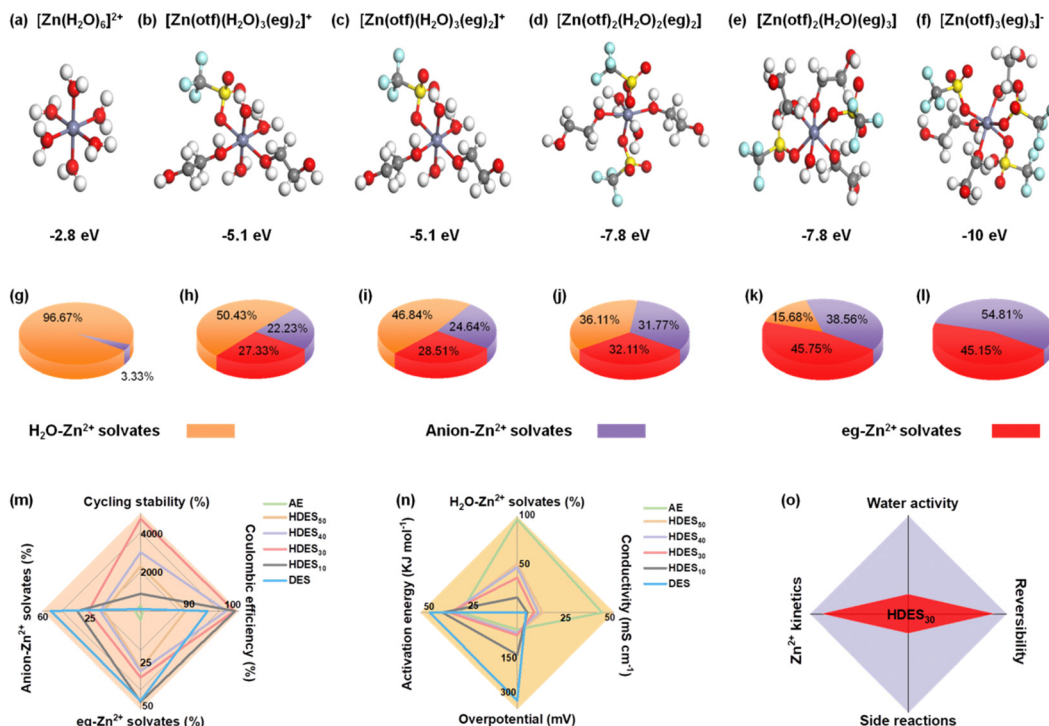 (a) [Zn(H₂O)₆]²⁺ (b) [Zn(otf)(H₂O)₃(eg)₂]⁺ (c) [Zn(otf)(H₂O)₃(eg)₂]⁺ (d) [Zn(otf)₂(H₂O)₂(eg)₂] (e) [Zn(otf)₂(H₂O)(eg)₃] (f) [Zn(otf)₃(eg)₃]⁻
-2.8 eV -5.1 eV -5.1 eV -7.8 eV -7.8 eV -10 eV
(g) (h) (i) (j) (k) (l)
96.67% 3.33%
50.43% 22.23% 27.33%
46.84% 24.64% 28.51%
36.11% 31.77% 32.11%
15.68% 38.56% 45.75%
54.81% 45.15%
H₂O-Zn²⁺ solvates Anion-Zn²⁺ solvates eg-Zn²⁺ solvates
(m)
Cycling stability (%)
AE
HDES₅₀
HDES₄₀
HDES₃₀
HDES₁₀
DES
Anion-Zn²⁺ solvates (%)
Coulombic efficiency (%)
4000
2000
60 25 90 100
25
50
eg-Zn²⁺ solvates (%)
(n)
H₂O-Zn²⁺ solvates (%)
AE
HDES₅₀
HDES₄₀
HDES₃₀
HDES₁₀
DES
Activation energy (KJ mol⁻¹)
Conductivity (mS cm⁻¹)
100
50
50 25 25 50
150
300
Overpotential (mV)
(o)
Water activity
Zn²⁺ kinetics
HDES₃₀
Reversibility
Side reactions